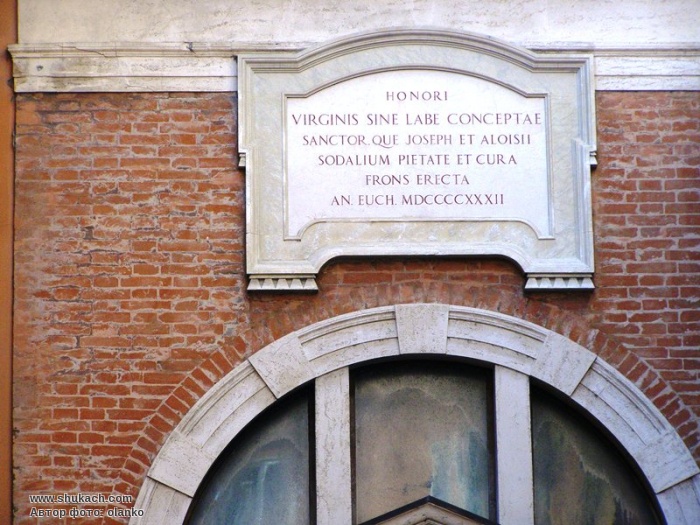 HONORI
VIRGINIS SINE LABE CONCEPTAE
SANCTOR.QUE JOSEPH ET ALOISII
SODALIUM PIETATE ET CURA
FRONS ERECTA
AN. EUCH. MDCCCCXXXII
www.shukach.com
Автор фото: olanko